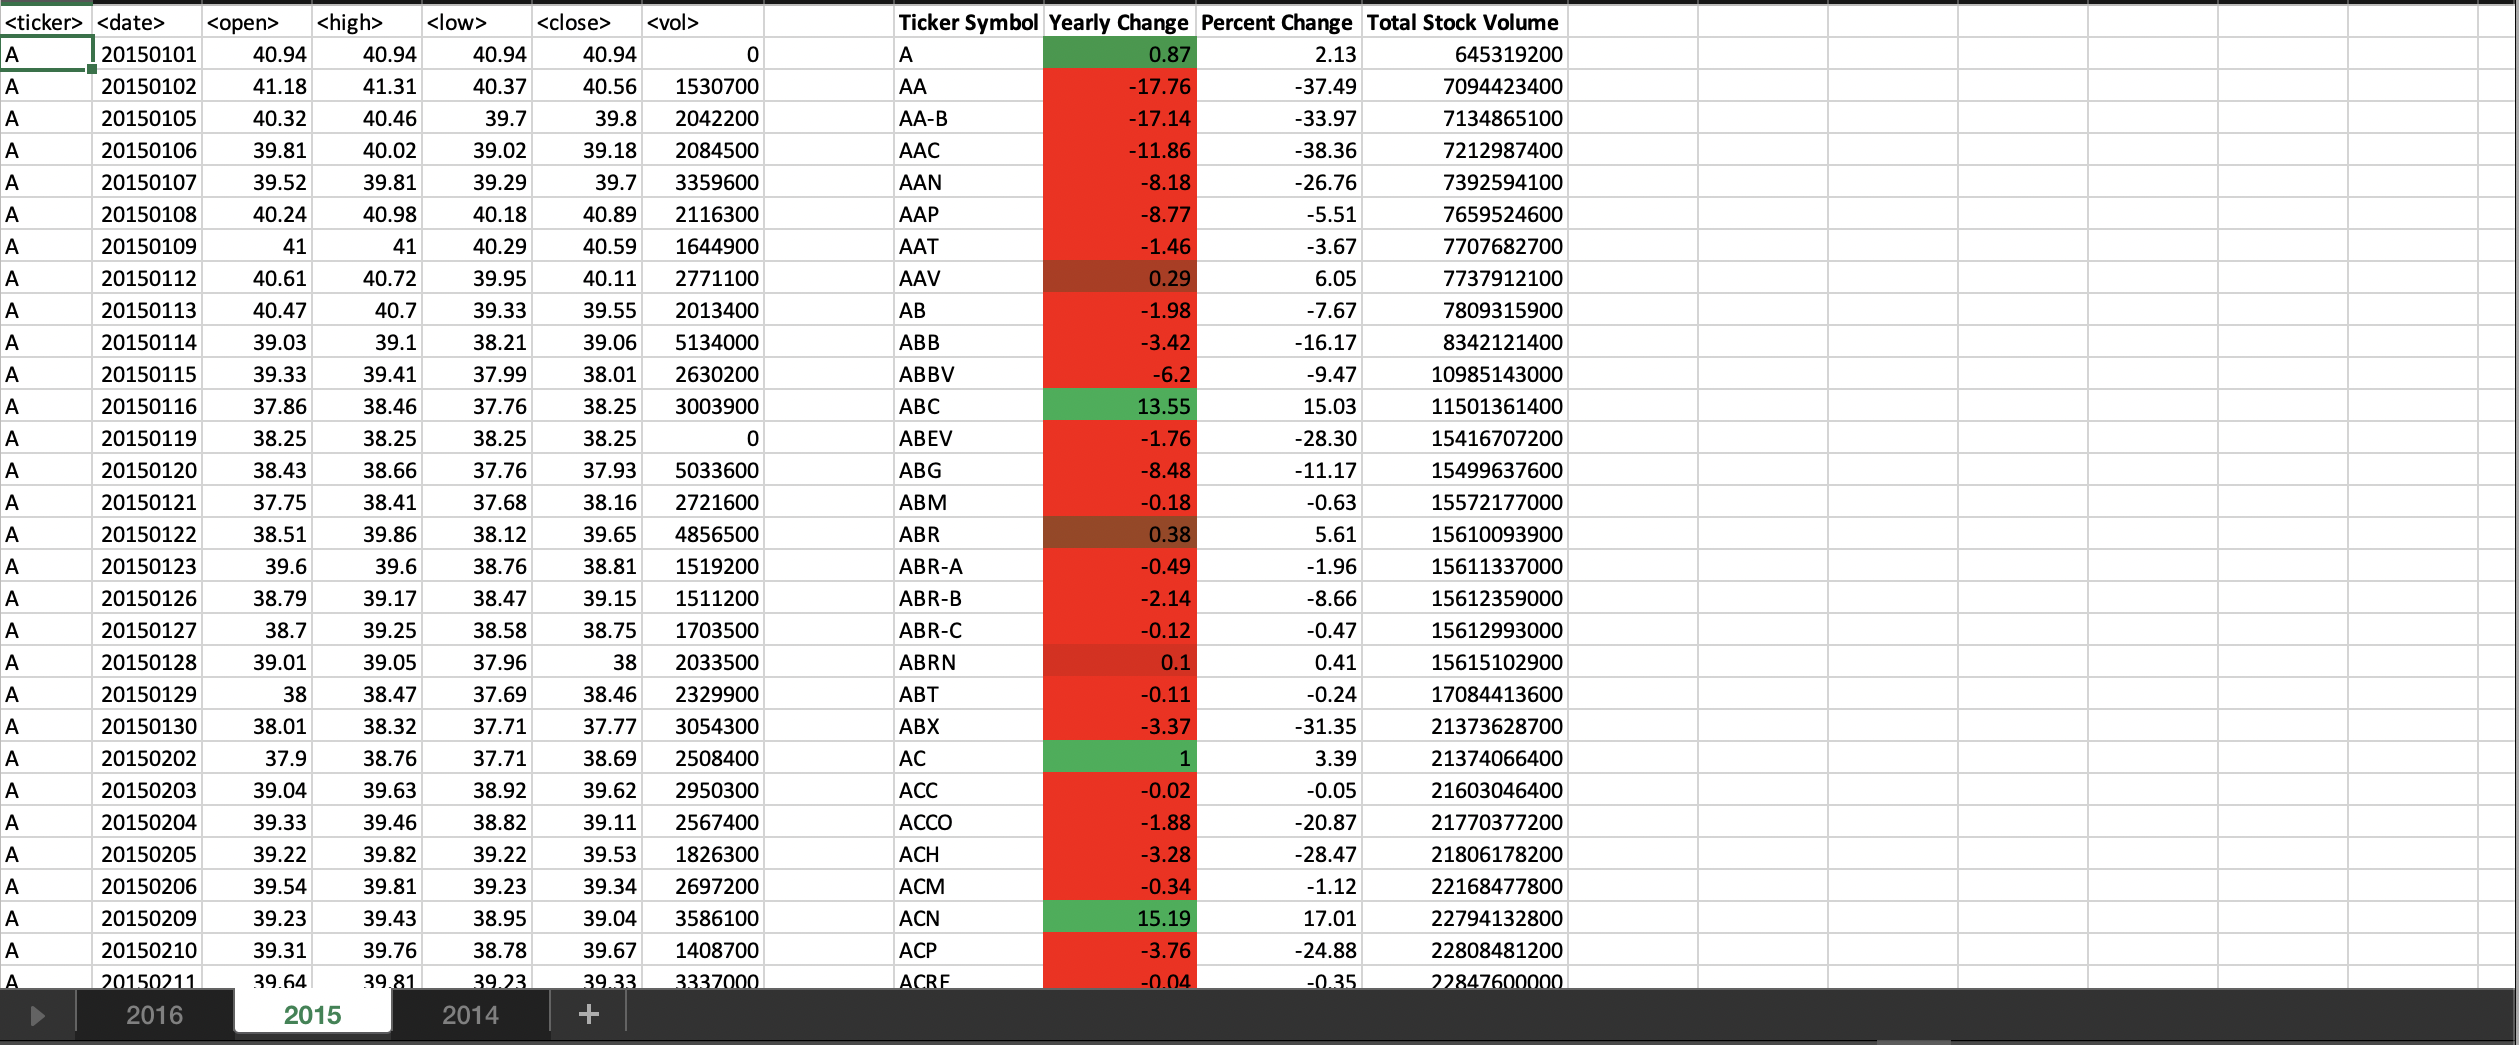 <ticker> <date> <open> <high> <low> <close> <vol> Ticker Symbol Yearly Change Percent Change Total Stock Volume
A 20150101 40.94 40.94 40.94 40.94 0 A 0.87 2.13 645319200
A 20150102 41.18 41.31 40.37 40.56 1530700 AA -17.76 -37.49 7094423400
A 20150105 40.32 40.46 39.7 39.8 2042200 AA-B -17.14 -33.97 7134865100
A 20150106 39.81 40.02 39.02 39.18 2084500 AAC -11.86 -38.36 7212987400
A 20150107 39.52 39.81 39.29 39.7 3359600 AAN -8.18 -26.76 7392594100
A 20150108 40.24 40.98 40.18 40.89 2116300 AAP -8.77 -5.51 7659524600
A 20150109 41 41 40.29 40.59 1644900 AAT -1.46 -3.67 7707682700
A 20150112 40.61 40.72 39.95 40.11 2771100 AAV 0.29 6.05 7737912100
A 20150113 40.47 40.7 39.33 39.55 2013400 AB -1.98 -7.67 7809315900
A 20150114 39.03 39.1 38.21 39.06 5134000 ABB -3.42 -16.17 8342121400
A 20150115 39.33 39.41 37.99 38.01 2630200 ABBV -6.2 -9.47 10985143000
A 20150116 37.86 38.46 37.76 38.25 3003900 ABC 13.55 15.03 11501361400
A 20150119 38.25 38.25 38.25 38.25 0 ABEV -1.76 -28.30 15416707200
A 20150120 38.43 38.66 37.76 37.93 5033600 ABG -8.48 -11.17 15499637600
A 20150121 37.75 38.41 37.68 38.16 2721600 ABM -0.18 -0.63 15572177000
A 20150122 38.51 39.86 38.12 39.65 4856500 ABR 0.38 5.61 15610093900
A 20150123 39.6 39.6 38.76 38.81 1519200 ABR-A -0.49 -1.96 15611337000
A 20150126 38.79 39.17 38.47 39.15 1511200 ABR-B -2.14 -8.66 15612359000
A 20150127 38.7 39.25 38.58 38.75 1703500 ABR-C -0.12 -0.47 15612993000
A 20150128 39.01 39.05 37.96 38 2033500 ABRN 0.1 0.41 15615102900
A 20150129 38 38.47 37.69 38.46 2329900 ABT -0.11 -0.24 17084413600
A 20150130 38.01 38.32 37.71 37.77 3054300 ABX -3.37 -31.35 21373628700
A 20150202 37.9 38.76 37.71 38.69 2508400 AC 1 3.39 21374066400
A 20150203 39.04 39.63 38.92 39.62 2950300 ACC -0.02 -0.05 21603046400
A 20150204 39.33 39.46 38.82 39.11 2567400 ACCO -1.88 -20.87 21770377200
A 20150205 39.22 39.82 39.22 39.53 1826300 ACH -3.28 -28.47 21806178200
A 20150206 39.54 39.81 39.23 39.34 2697200 ACM -0.34 -1.12 22168477800
A 20150209 39.23 39.43 38.95 39.04 3586100 ACN 15.19 17.01 22794132800
A 20150210 39.31 39.76 38.78 39.67 1408700 ACP -3.76 -24.88 22808481200
A 20150211 39.64 39.81 39.23 39.33 3337000 ACRE -0.04 -0.35 22847600000
2016 2015 2014 +